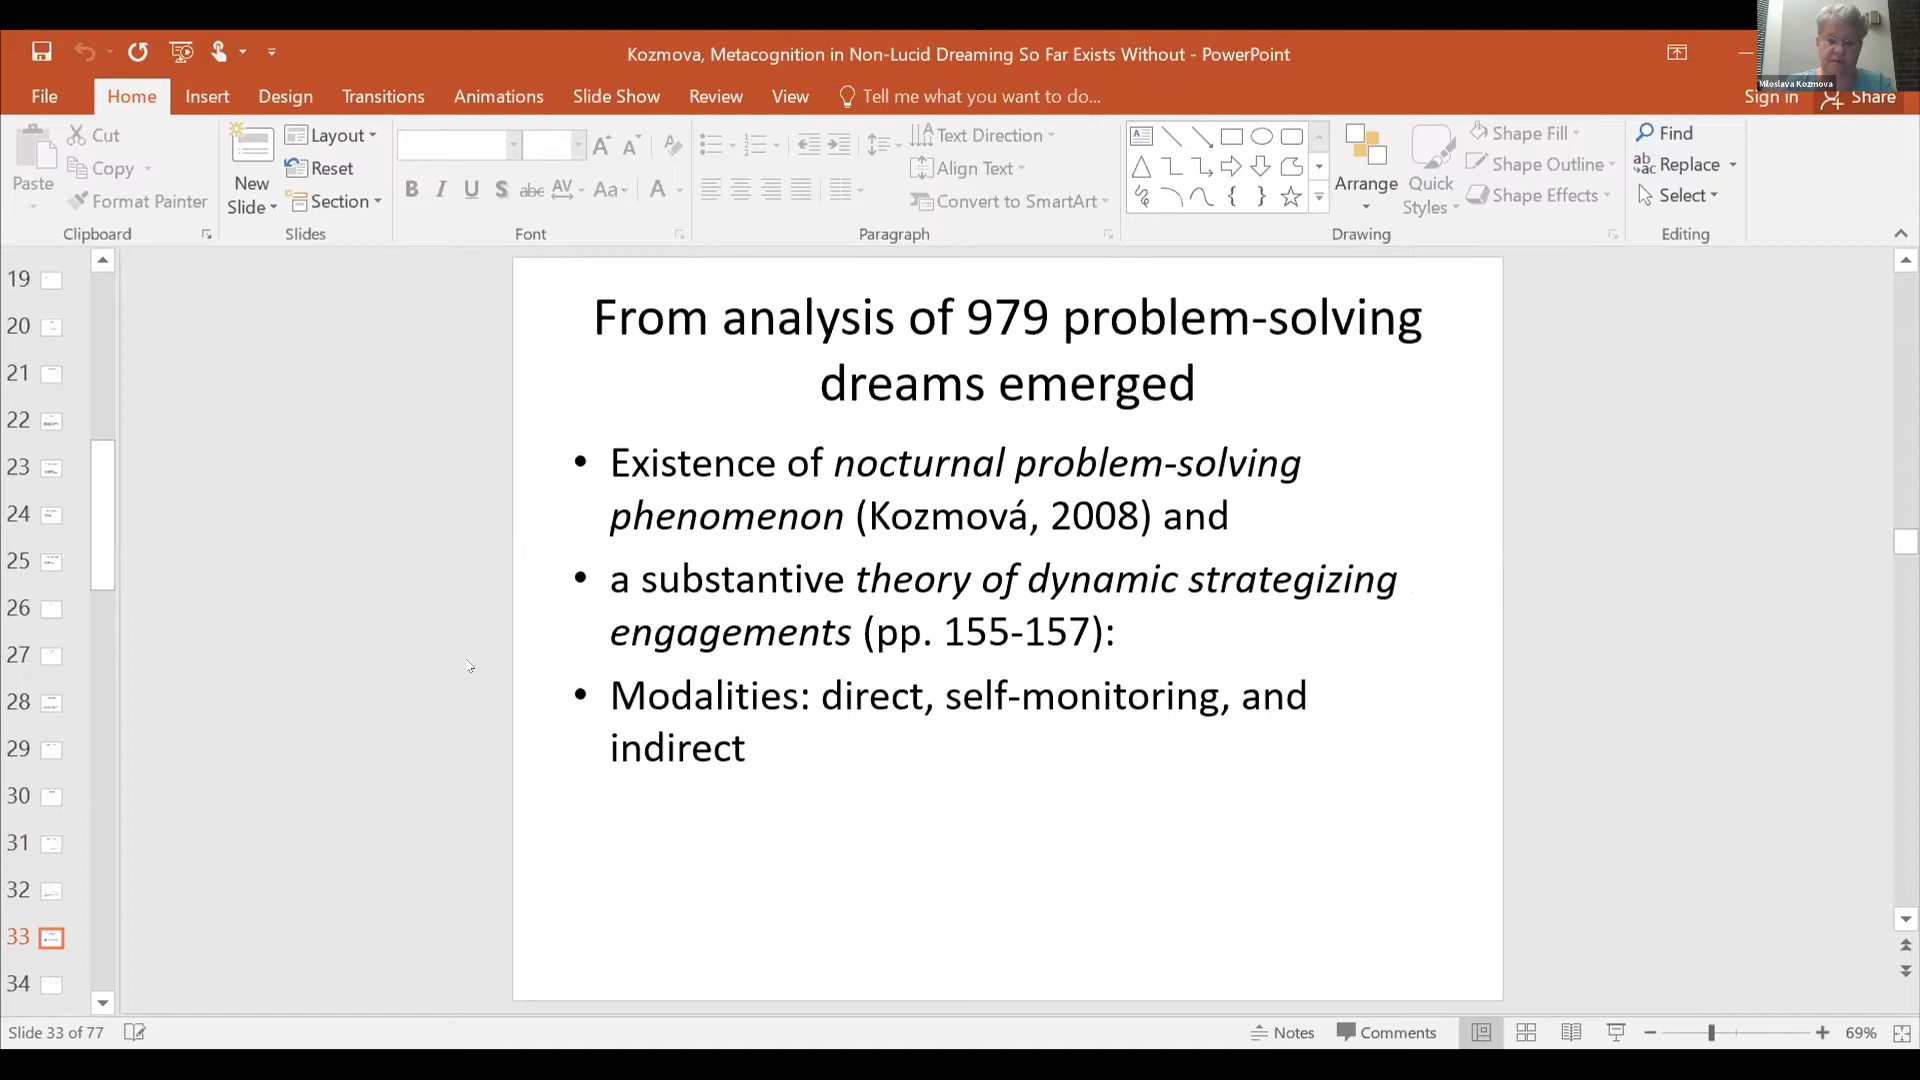 Kozmova, Metacognition in Non-Lucid Dreaming So Far Exists Without - PowerPoint
Miloslava Kozmova
File Home Insert Design Transitions Animations Slide Show Review View Tell me what you want to do... Sign in Share
Paste
Cut
Copy
Format Painter
Clipboard
New Slide
Layout
Reset
Section
Slides
B I U S abc AV Aa A
Font
Text Direction
Align Text
Convert to SmartArt
Paragraph
Arrange
Quick Styles
Shape Fill
Shape Outline
Shape Effects
Drawing
Find
Replace
Select
Editing
19
20
21
22
23
24
25
26
27
28
29
30
31
32
33
34
From analysis of 979 problem-solving
dreams emerged
• Existence of nocturnal problem-solving
phenomenon (Kozmová, 2008) and
• a substantive theory of dynamic strategizing
engagements (pp. 155-157):
• Modalities: direct, self-monitoring, and
indirect
Slide 33 of 77 Notes Comments 69%